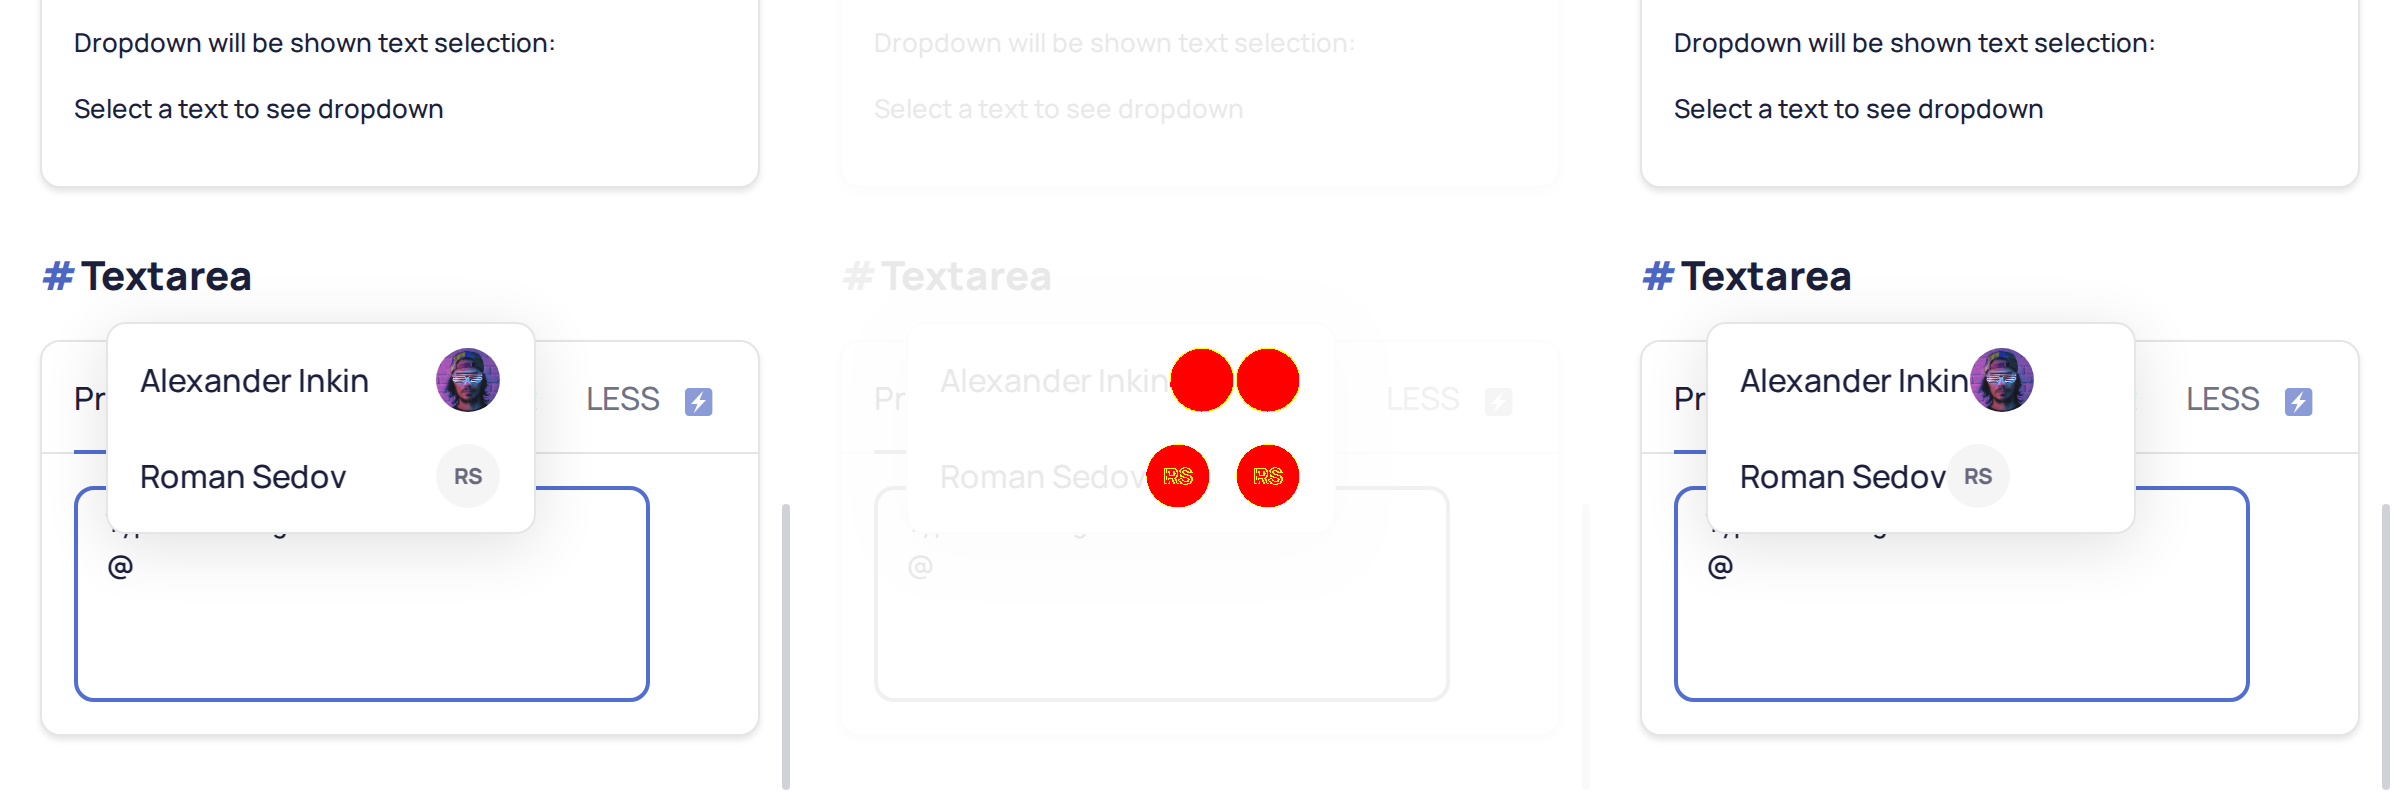 Dropdown will be shown text selection:
Select a text to see dropdown
# Textarea
Alexander Inkin
Pr
LESS
Roman Sedov RS
@
Dropdown will be shown text selection:
Select a text to see dropdown
# Textarea
Alexander Inkin
Pr
LESS
Roman Sedov RS RS
@
Dropdown will be shown text selection:
Select a text to see dropdown
# Textarea
Alexander Inkin
Pr
LESS
Roman Sedov RS
@